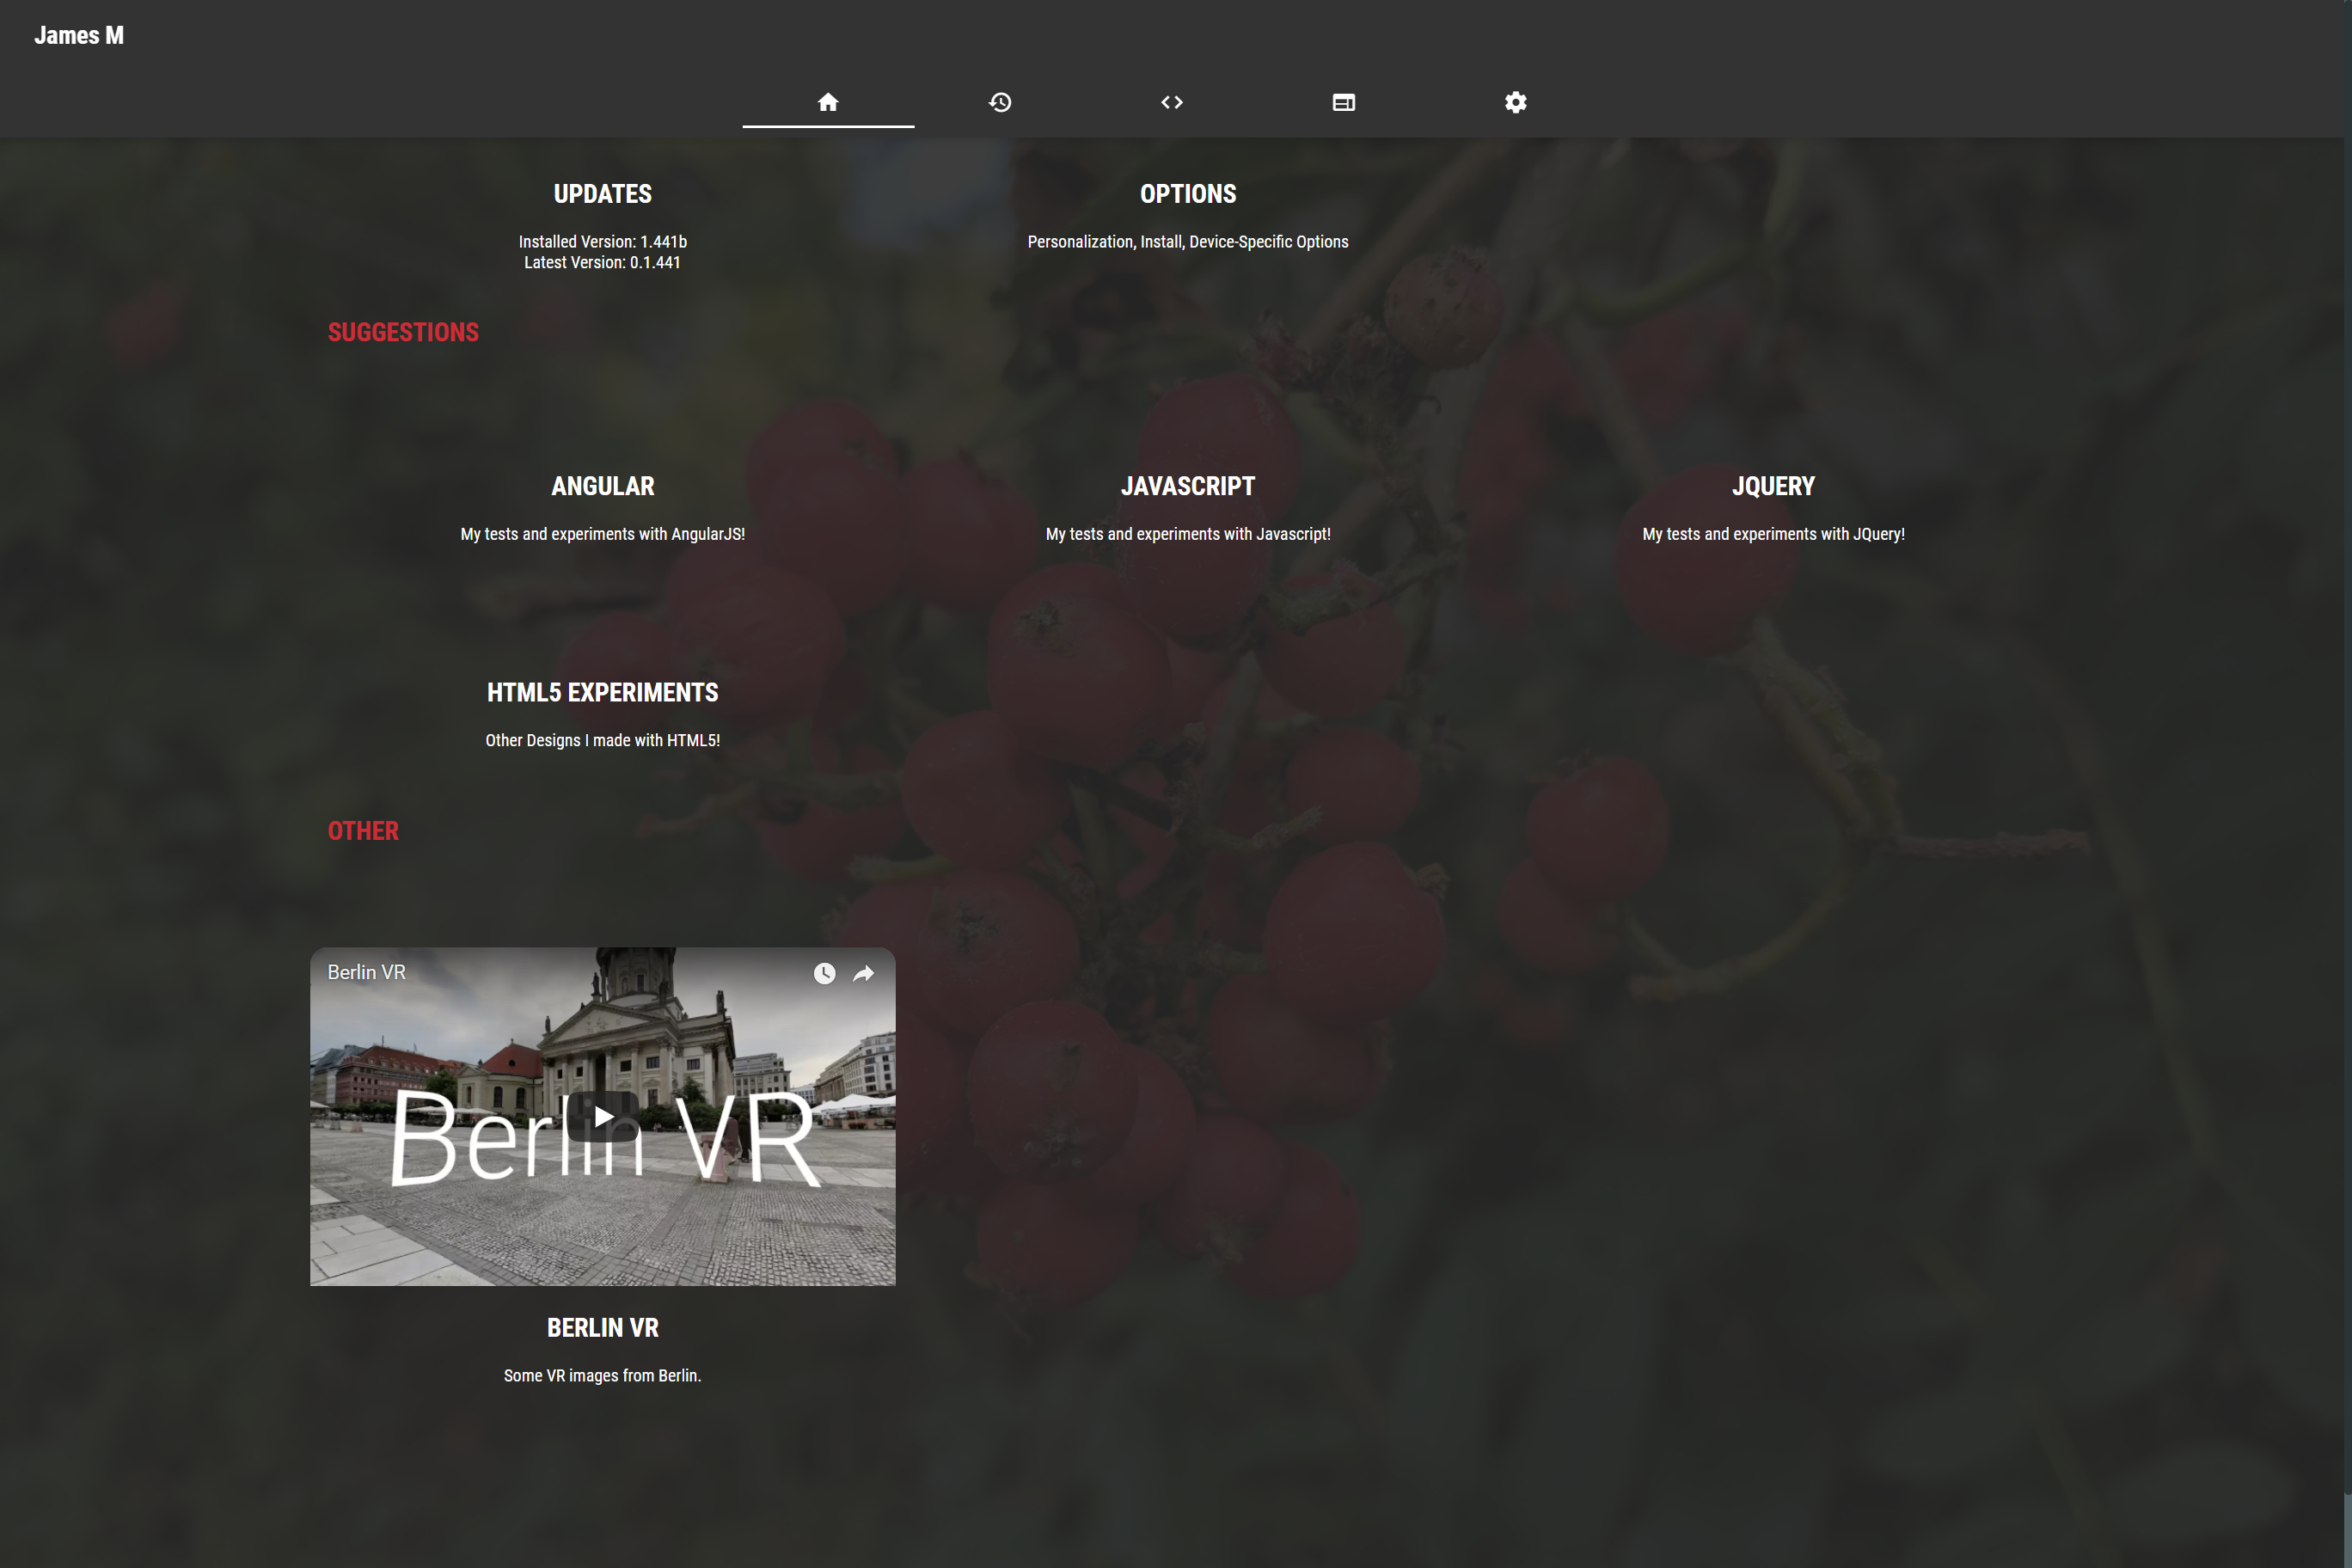 James M
UPDATES
Installed Version: 1.441b
Latest Version: 0.1.441
OPTIONS
Personalization, Install, Device-Specific Options
SUGGESTIONS
ANGULAR
My tests and experiments with AngularJS!
JAVASCRIPT
My tests and experiments with Javascript!
JQUERY
My tests and experiments with JQuery!
HTML5 EXPERIMENTS
Other Designs I made with HTML5!
OTHER
Berlin VR
Berlin VR
BERLIN VR
Some VR images from Berlin.